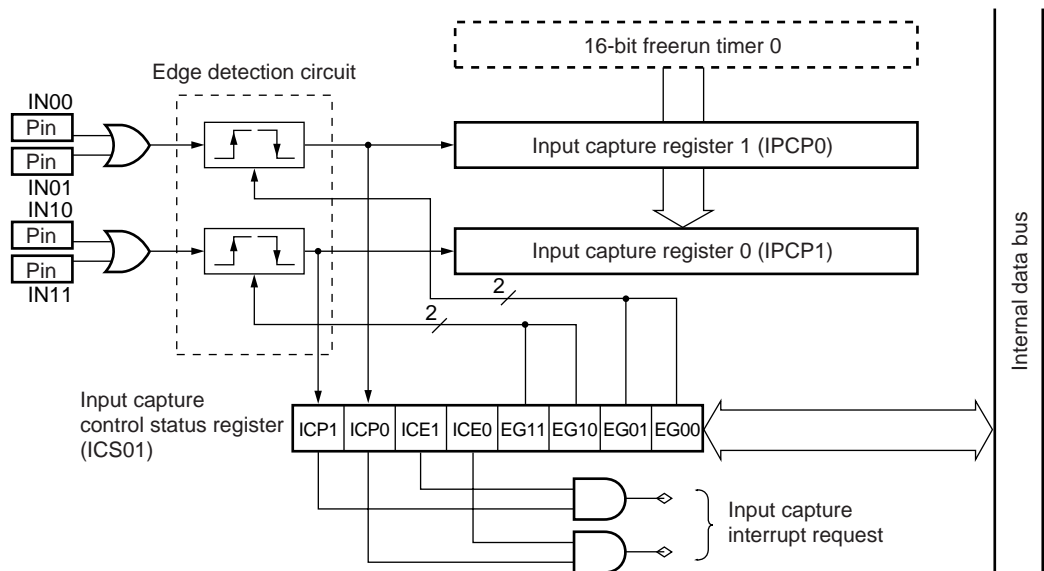 16-bit freerun timer 0
Edge detection circuit
IN00
Pin
Pin
IN01
Input capture register 1 (IPCP0)
IN10
Pin
Pin
IN11
Input capture register 0 (IPCP1)
2
2
Internal data bus
Input capture
control status register
(ICS01)
ICP1 ICP0 ICE1 ICE0 EG11 EG10 EG01 EG00
Input capture
interrupt request